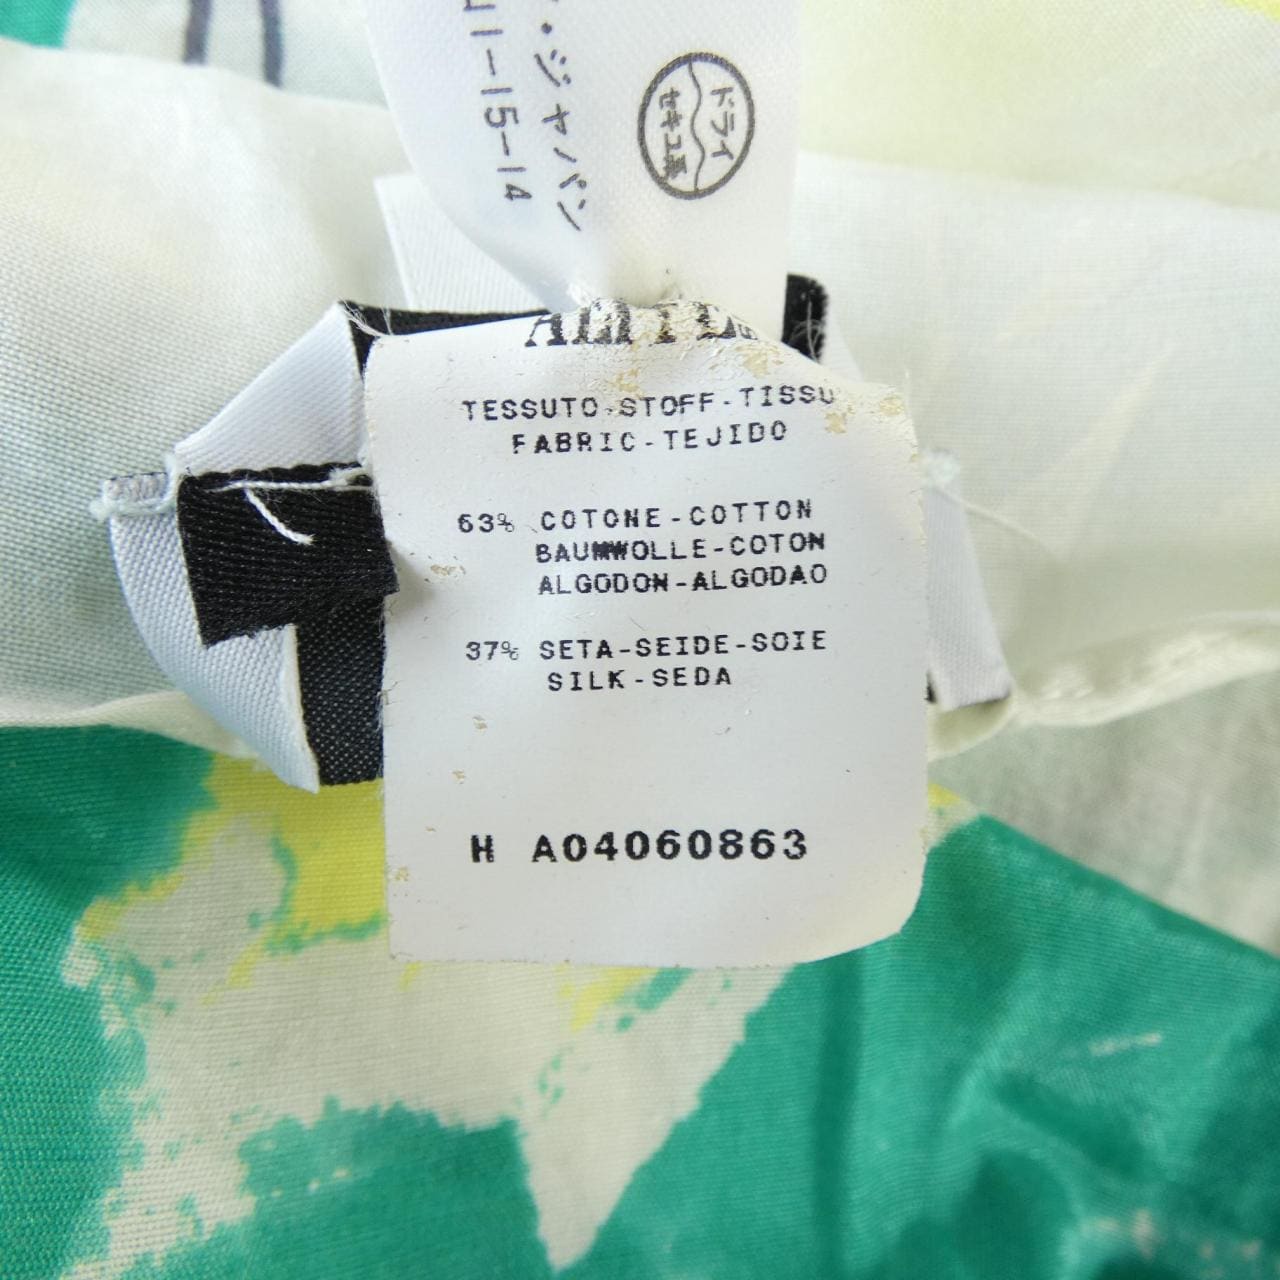 ・ジャパン
1-15-14
ドライ
セキユ系
TESSUTO-STOFF-TISSU
FABRIC-TEJIDO
63% COTONE-COTTON
BAUMWOLLE-COTON
ALGODON-ALGODAO
37% SETA-SEIDE-SOIE
SILK-SEDA
H A04060863